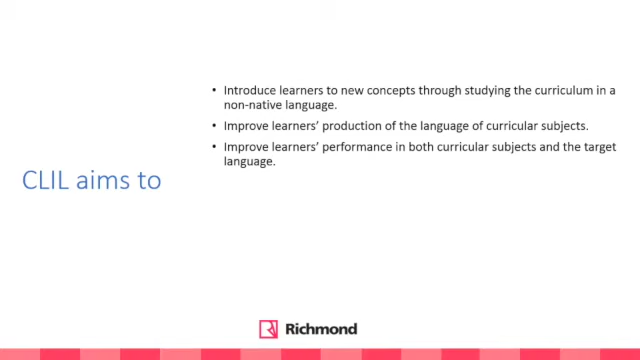 • Introduce learners to new concepts through studying the curriculum in a
non-native language.
• Improve learners' production of the language of curricular subjects.
• Improve learners' performance in both curricular subjects and the target
language.
CLIL aims to
Richmond